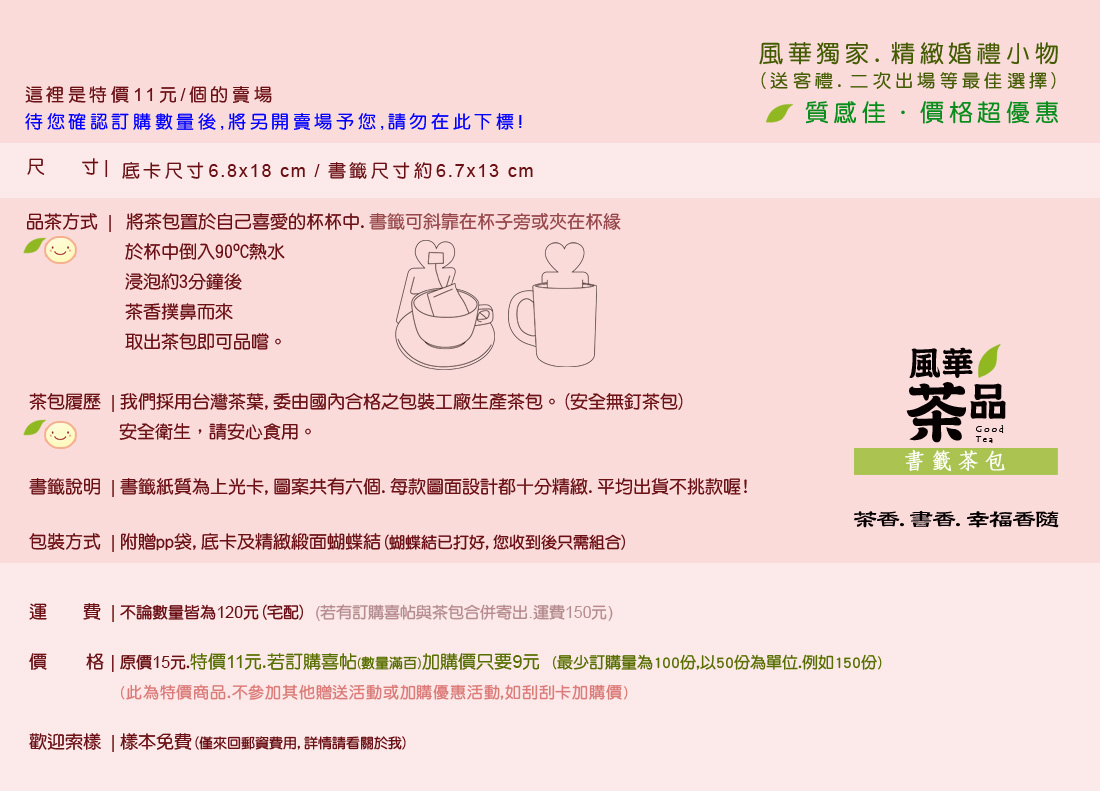 風華獨家.精緻婚禮小物
(送客禮.二次出場等最佳選擇)
質感佳・價格超優惠
這裡是特價11元/個的賣場
待您確認訂購數量後,將另開賣場予您,請勿在此下標!
尺 寸| 底卡尺寸6.8x18 cm / 書籤尺寸約6.7x13 cm
品茶方式 | 將茶包置於自己喜愛的杯杯中.書籤可斜靠在杯子旁或夾在杯緣
於杯中倒入90ºC熱水
浸泡約3分鐘後
茶香撲鼻而來
取出茶包即可品嚐。
風華
茶品
Good
Tea
書籤茶包
茶香.書香.幸福香隨
茶包履歷 |我們採用台灣茶葉,委由國內合格之包裝工廠生產茶包。(安全無釘茶包)
安全衛生，請安心食用。
書籤說明 |書籤紙質為上光卡,圖案共有六個.每款圖面設計都十分精緻.平均出貨不挑款喔!
包裝方式 |附贈pp袋,底卡及精緻緞面蝴蝶結(蝴蝶結已打好,您收到後只需組合)
運 費 |不論數量皆為120元(宅配) (若有訂購喜帖與茶包合併寄出.運費150元)
價 格|原價15元.特價11元.若訂購喜帖(數量滿百)加購價只要9元 (最少訂購量為100份,以50份為單位.例如150份)
(此為特價商品.不參加其他贈送活動或加購優惠活動,如刮刮卡加購價)
歡迎索樣 |樣本免費(僅來回郵資費用,詳情請看關於我)